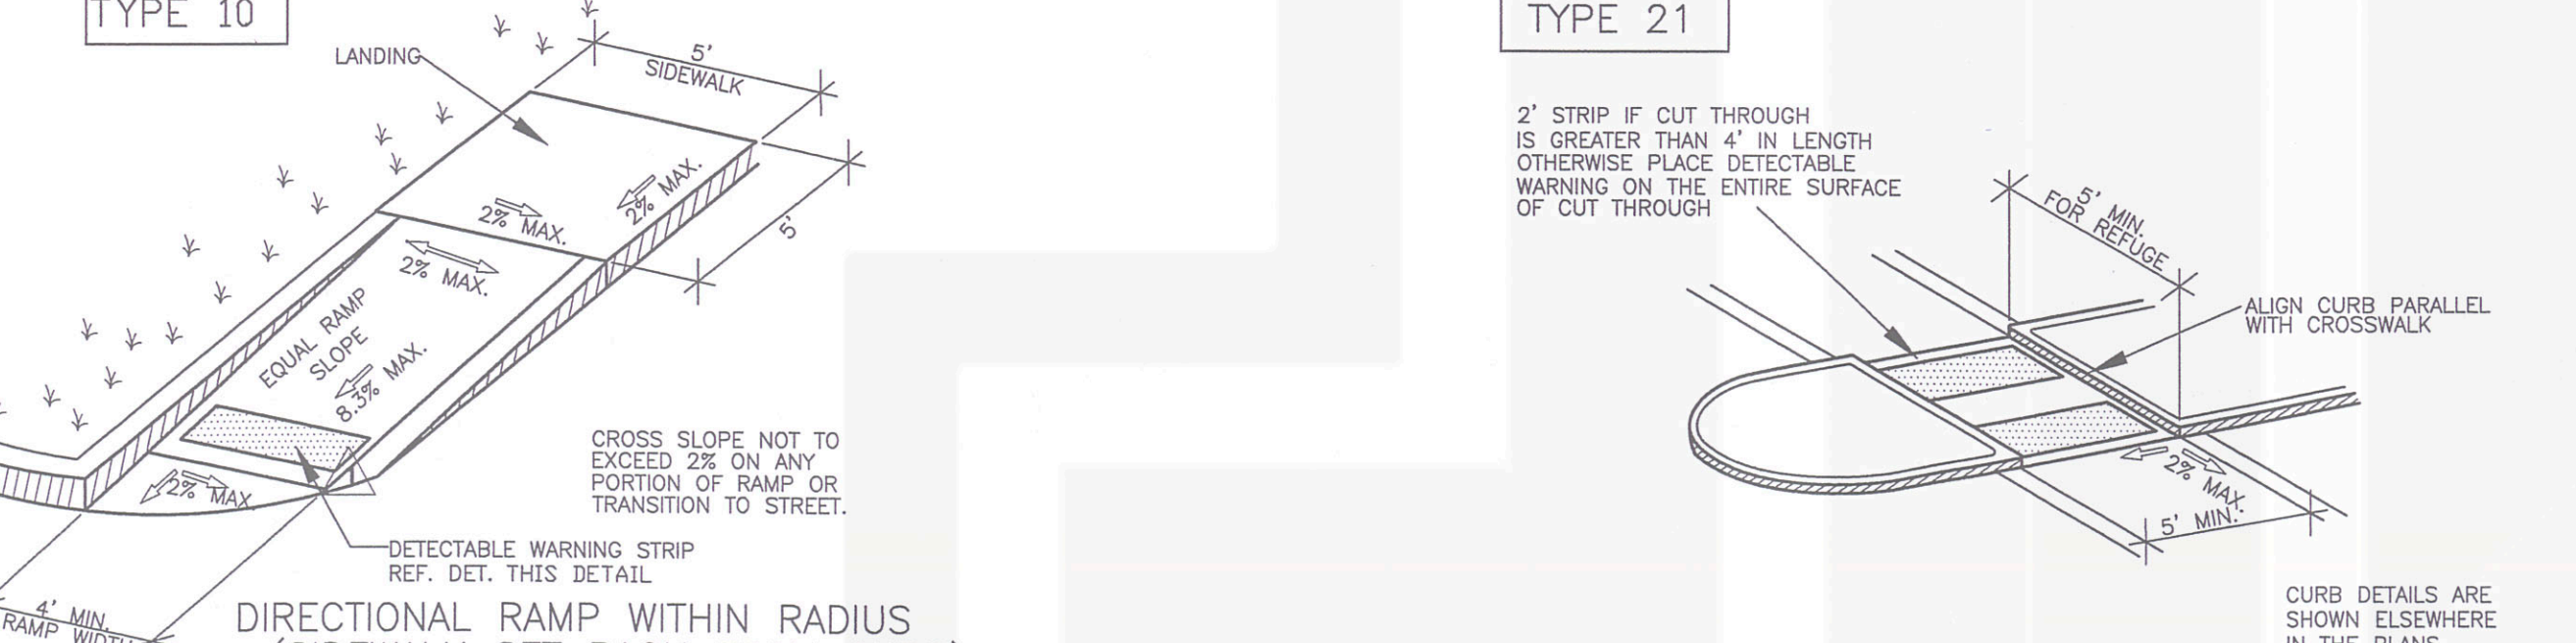 TYPE 10
LANDING
5'
SIDEWALK
2% MAX.
2% MAX.
5'
2% MAX.
EQUAL RAMP
SLOPE
8.3% MAX.
2% MAX.
CROSS SLOPE NOT TO
EXCEED 2% ON ANY
PORTION OF RAMP OR
TRANSITION TO STREET.
DETECTABLE WARNING STRIP
REF. DET. THIS DETAIL
4' MIN.
RAMP WIDTH
DIRECTIONAL RAMP WITHIN RADIUS
TYPE 21
2' STRIP IF CUT THROUGH
IS GREATER THAN 4' IN LENGTH
OTHERWISE PLACE DETECTABLE
WARNING ON THE ENTIRE SURFACE
OF CUT THROUGH
5' MIN.
FOR REFUGE
ALIGN CURB PARALLEL
WITH CROSSWALK
2% MAX.
5' MIN.
CURB DETAILS ARE
SHOWN ELSEWHERE
IN THE PLANS